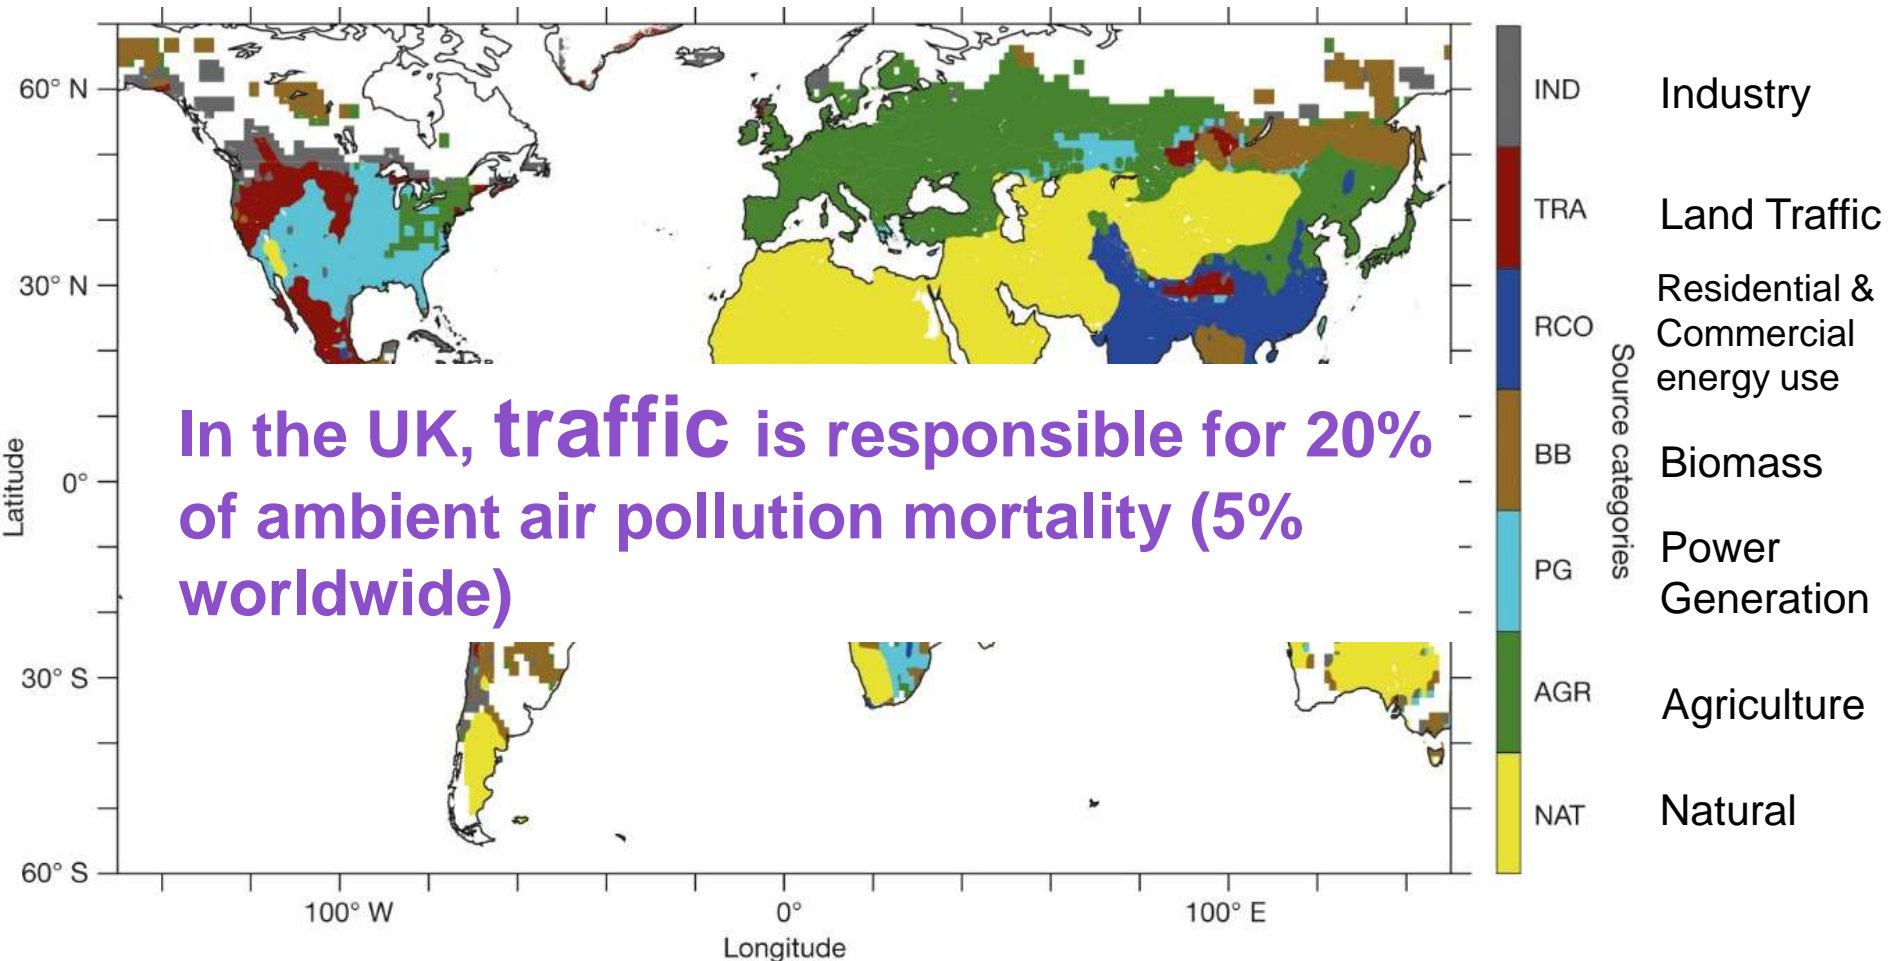 60° N
30° N
0°
30° S
60° S
Latitude
100° W
0°
100° E
Longitude
In the UK, traffic is responsible for 20%
of ambient air pollution mortality (5%
worldwide)
IND
TRA
RCO
BB
PG
AGR
NAT
Source categories
Industry
Land Traffic
Residential &
Commercial
energy use
Biomass
Power
Generation
Agriculture
Natural